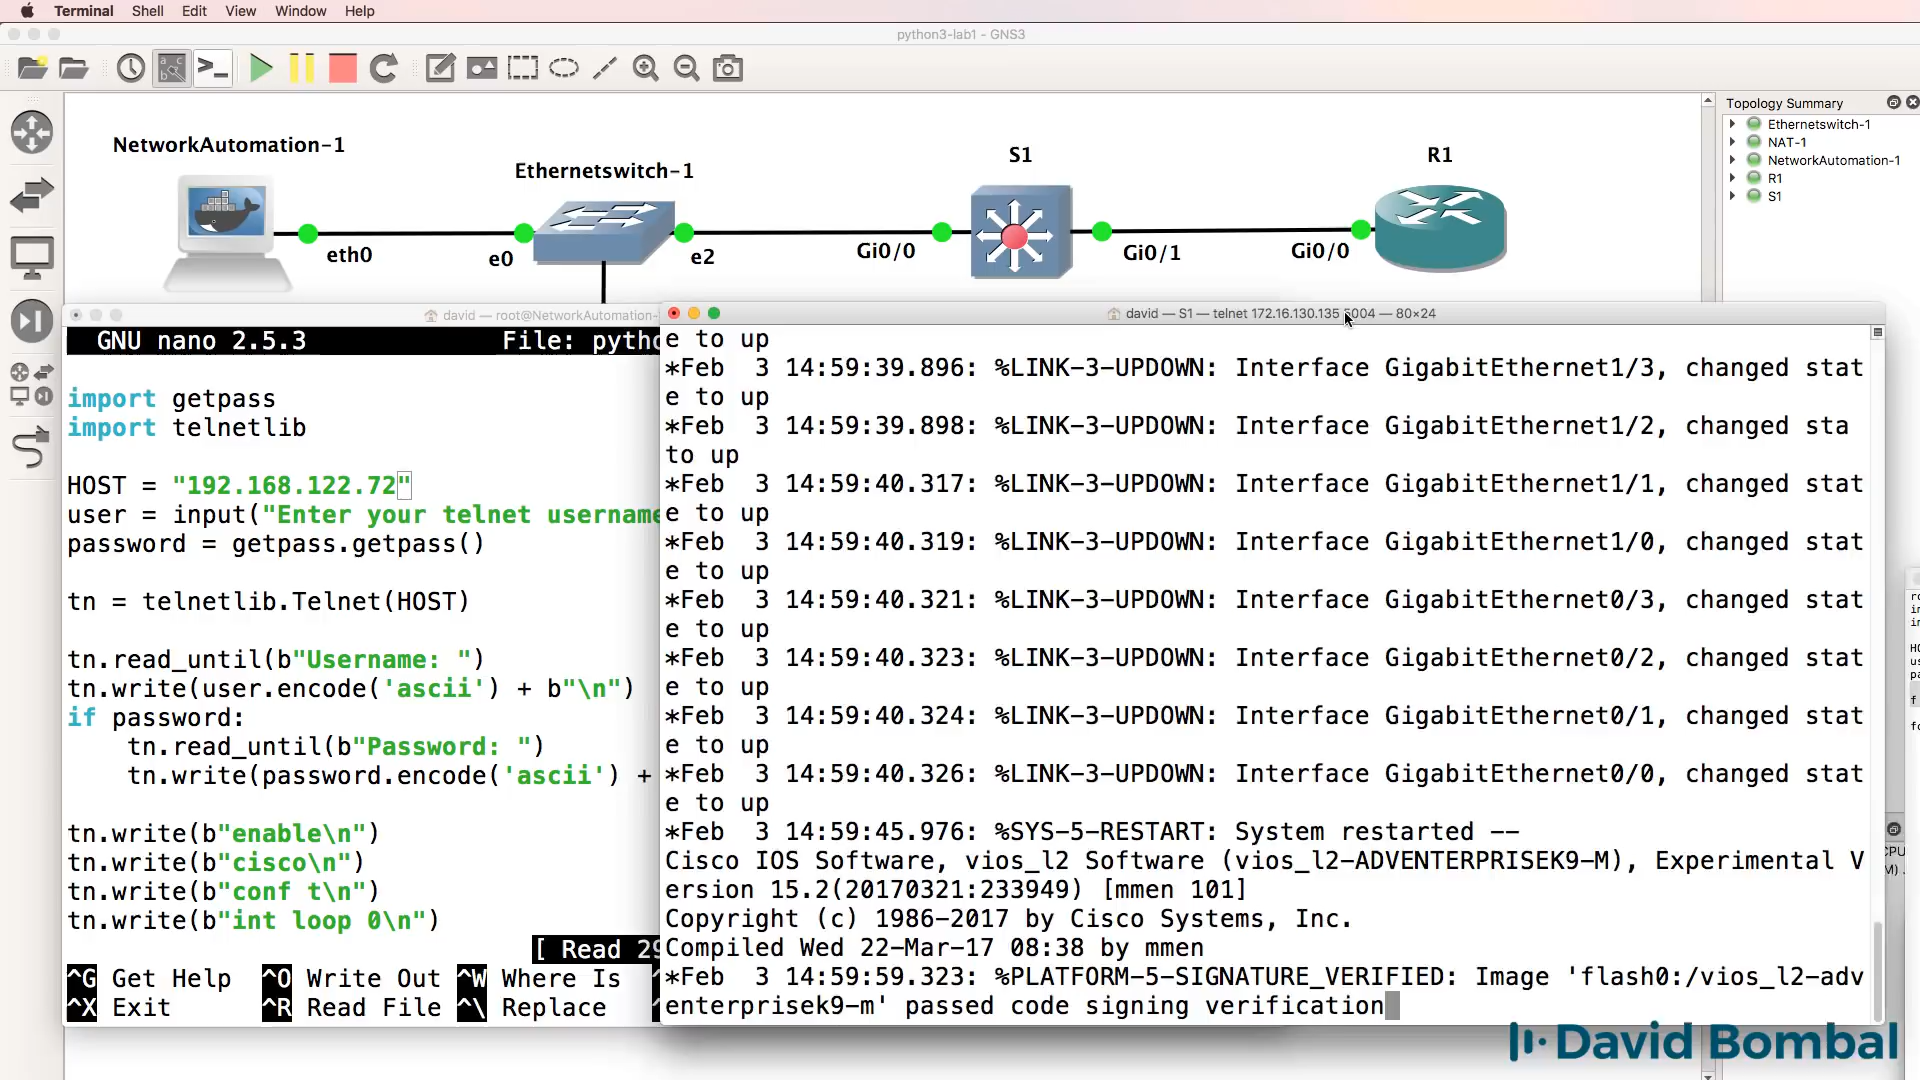 Terminal Shell Edit View Window Help
python3-lab1 - GNS3
Topology Summary
Ethernetswitch-1
NAT-1
NetworkAutomation-1
R1
S1
NetworkAutomation-1
Ethernetswitch-1
S1
R1
eth0
e0
e2
Gi0/0
Gi0/1
Gi0/0
david — root@NetworkAutomation-
GNU nano 2.5.3 File: pytho
import getpass
import telnetlib
HOST = "192.168.122.72"
user = input("Enter your telnet username
password = getpass.getpass()
tn = telnetlib.Telnet(HOST)
tn.read_until(b"Username: ")
tn.write(user.encode('ascii') + b"\n")
if password:
tn.read_until(b"Password: ")
tn.write(password.encode('ascii') +
tn.write(b"enable\n")
tn.write(b"cisco\n")
tn.write(b"conf t\n")
tn.write(b"int loop 0\n")
[ Read 29
^G Get Help ^O Write Out ^W Where Is
^X Exit ^R Read File ^\ Replace
david — S1 — telnet 172.16.130.135 5004 — 80×24
e to up
*Feb 3 14:59:39.896: %LINK-3-UPDOWN: Interface GigabitEthernet1/3, changed stat
e to up
*Feb 3 14:59:39.898: %LINK-3-UPDOWN: Interface GigabitEthernet1/2, changed sta
to up
*Feb 3 14:59:40.317: %LINK-3-UPDOWN: Interface GigabitEthernet1/1, changed stat
e to up
*Feb 3 14:59:40.319: %LINK-3-UPDOWN: Interface GigabitEthernet1/0, changed stat
e to up
*Feb 3 14:59:40.321: %LINK-3-UPDOWN: Interface GigabitEthernet0/3, changed stat
e to up
*Feb 3 14:59:40.323: %LINK-3-UPDOWN: Interface GigabitEthernet0/2, changed stat
e to up
*Feb 3 14:59:40.324: %LINK-3-UPDOWN: Interface GigabitEthernet0/1, changed stat
e to up
*Feb 3 14:59:40.326: %LINK-3-UPDOWN: Interface GigabitEthernet0/0, changed stat
e to up
*Feb 3 14:59:45.976: %SYS-5-RESTART: System restarted --
Cisco IOS Software, vios_l2 Software (vios_l2-ADVENTERPRISEK9-M), Experimental V
ersion 15.2(20170321:233949) [mmen 101]
Copyright (c) 1986-2017 by Cisco Systems, Inc.
Compiled Wed 22-Mar-17 08:38 by mmen
*Feb 3 14:59:59.323: %PLATFORM-5-SIGNATURE_VERIFIED: Image 'flash0:/vios_l2-adv
enterprisek9-m' passed code signing verification
David Bombal